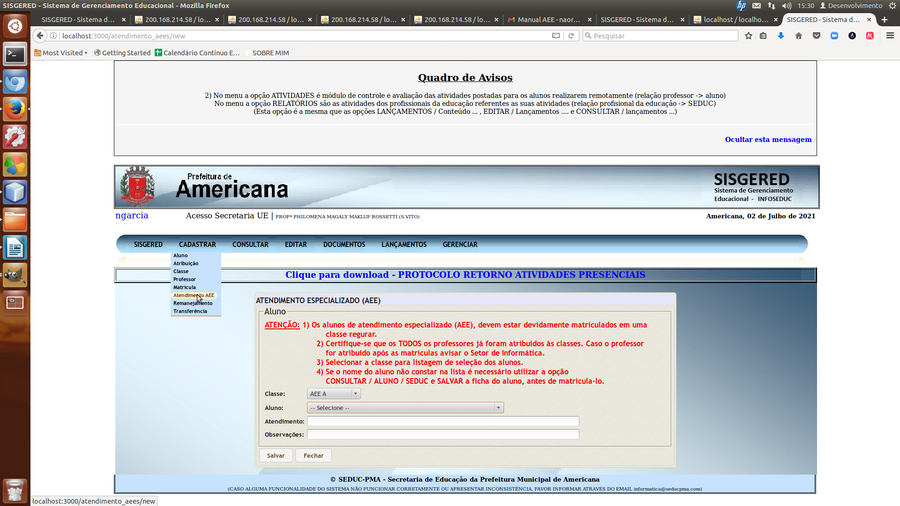 SISGERED - Sistema de Gerenciamento Educacional - Mozilla Firefox
15:30 Desenvolvimento
SISGERED - Sistema d...
200.168.214.58 / lo...
200.168.214.58 / lo...
200.168.214.58 / lo...
200.168.214.58 / lo...
Manual AEE - naor...
SISGERED - Sistema d...
localhost / localhos...
SISGERED - Sistema d...
localhost:3000/atendimento_aees/new
Pesquisar
Most Visited
Getting Started
Calendário Contínuo E...
SOBRE MIM
Quadro de Avisos
2) No menu a opção ATIVIDADES é módulo de controle e avaliação das atividades postadas para os alunos realizarem remotamente (relação professor -> aluno)
No menu a opção RELATÓRIOS são as atividades dos profissionais da educação referentes as suas atividades (relação profisional da educação -> SEDUC)
(Esta opção é a mesma que as opções LANÇAMENTOS / Conteúdo ... , EDITAR / Lançamentos .... e CONSULTAR / lançamentos ...)
Ocultar esta mensagem
Prefeitura de
Americana
SISGERED
Sistema de Gerenciamento
Educacional - INFOSEDUC
ngarcia
Acesso Secretaria UE | PROFª PHILOMENA MAGALY MAKLUF ROSSETTI (S.VITO)
Americana, 02 de Julho de 2021
SISGERED CADASTRAR CONSULTAR EDITAR DOCUMENTOS LANÇAMENTOS GERENCIAR
Aluno
Atribuição
Classe
Professor
Matrícula
Atendimento AEE
Remanejamento
Transferência
Clique para download - PROTOCOLO RETORNO ATIVIDADES PRESENCIAIS
ATENDIMENTO ESPECIALIZADO (AEE)
Aluno
ATENÇÃO: 1) Os alunos de atendimento especializado (AEE), devem estar devidamente matriculados em uma
classe regurar.
2) Certifique-se que os TODOS os professores já foram atribuídos às classes. Caso o professor
for atribuido após as matriculas avisar o Setor de Informática.
3) Selecionar a classe para listagem de seleção dos alunos.
4) Se o nome do aluno não constar na lista é necessário utilizar a opção
CONSULTAR / ALUNO / SEDUC e SALVAR a ficha do aluno, antes de matricula-lo.
Classe: AEE A
Aluno: -- Selecione --
Atendimento:
Observações:
Salvar
Fechar
© SEDUC-PMA - Secretaria de Educação da Prefeitura Municipal de Americana
(CASO ALGUMA FUNCIONALIDADE DO SISTEMA NÃO FUNCIONAR CORRETAMENTE OU APRESENTAR INCONSISTÊNCIA, FAVOR INFORMAR ATRAVÉS DO EMAIL informatica@seducpma.com)
localhost:3000/atendimento_aees/new